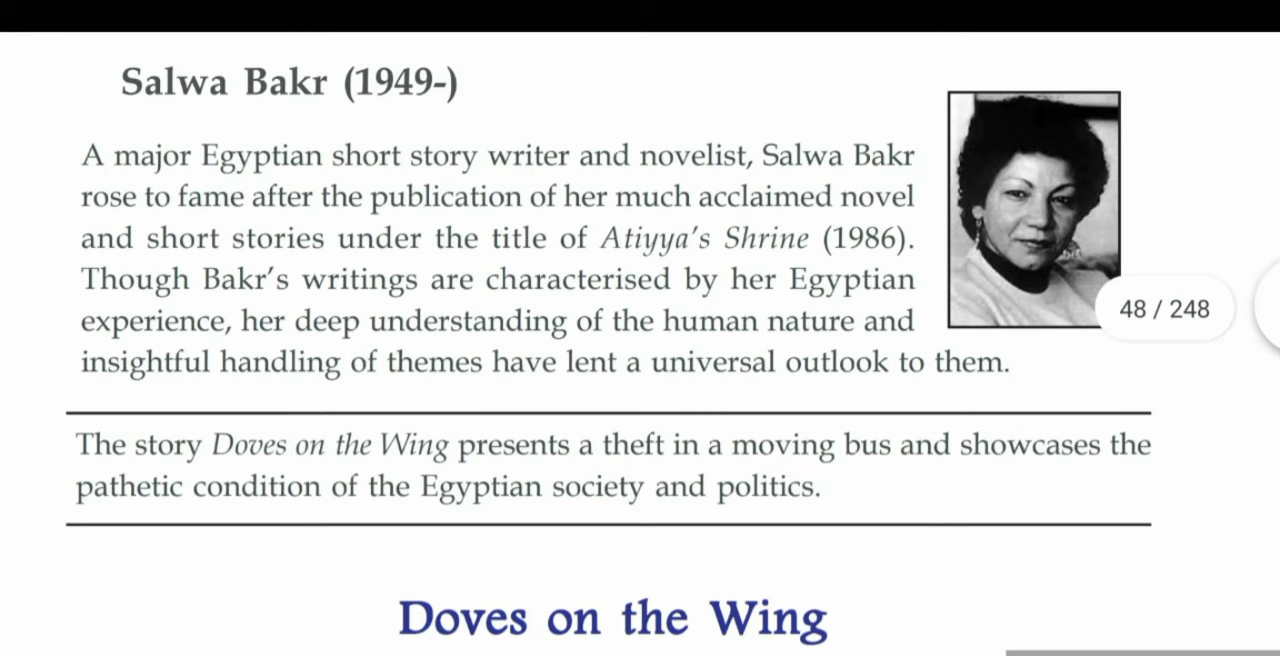 Salwa Bakr (1949-)
A major Egyptian short story writer and novelist, Salwa Bakr
rose to fame after the publication of her much acclaimed novel
and short stories under the title of Atiyya's Shrine (1986).
Though Bakr's writings are characterised by her Egyptian
experience, her deep understanding of the human nature and
insightful handling of themes have lent a universal outlook to them.
48 / 248
The story Doves on the Wing presents a theft in a moving bus and showcases the
pathetic condition of the Egyptian society and politics.
Doves on the Wing